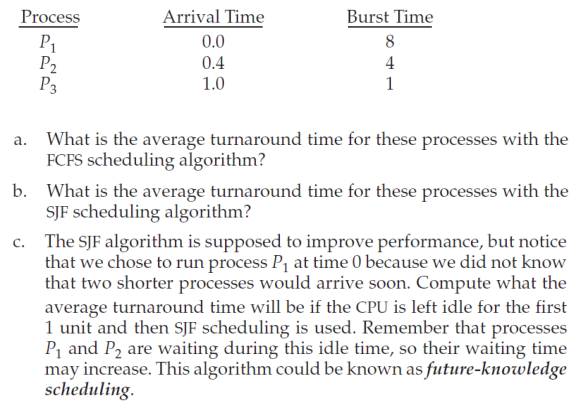 Process Arrival Time Burst Time
P1 0.0 8
P2 0.4 4
P3 1.0 1
a. What is the average turnaround time for these processes with the
FCFS scheduling algorithm?
b. What is the average turnaround time for these processes with the
SJF scheduling algorithm?
c. The SJF algorithm is supposed to improve performance, but notice
that we chose to run process P1 at time 0 because we did not know
that two shorter processes would arrive soon. Compute what the
average turnaround time will be if the CPU is left idle for the first
1 unit and then SJF scheduling is used. Remember that processes
P1 and P2 are waiting during this idle time, so their waiting time
may increase. This algorithm could be known as future-knowledge
scheduling.